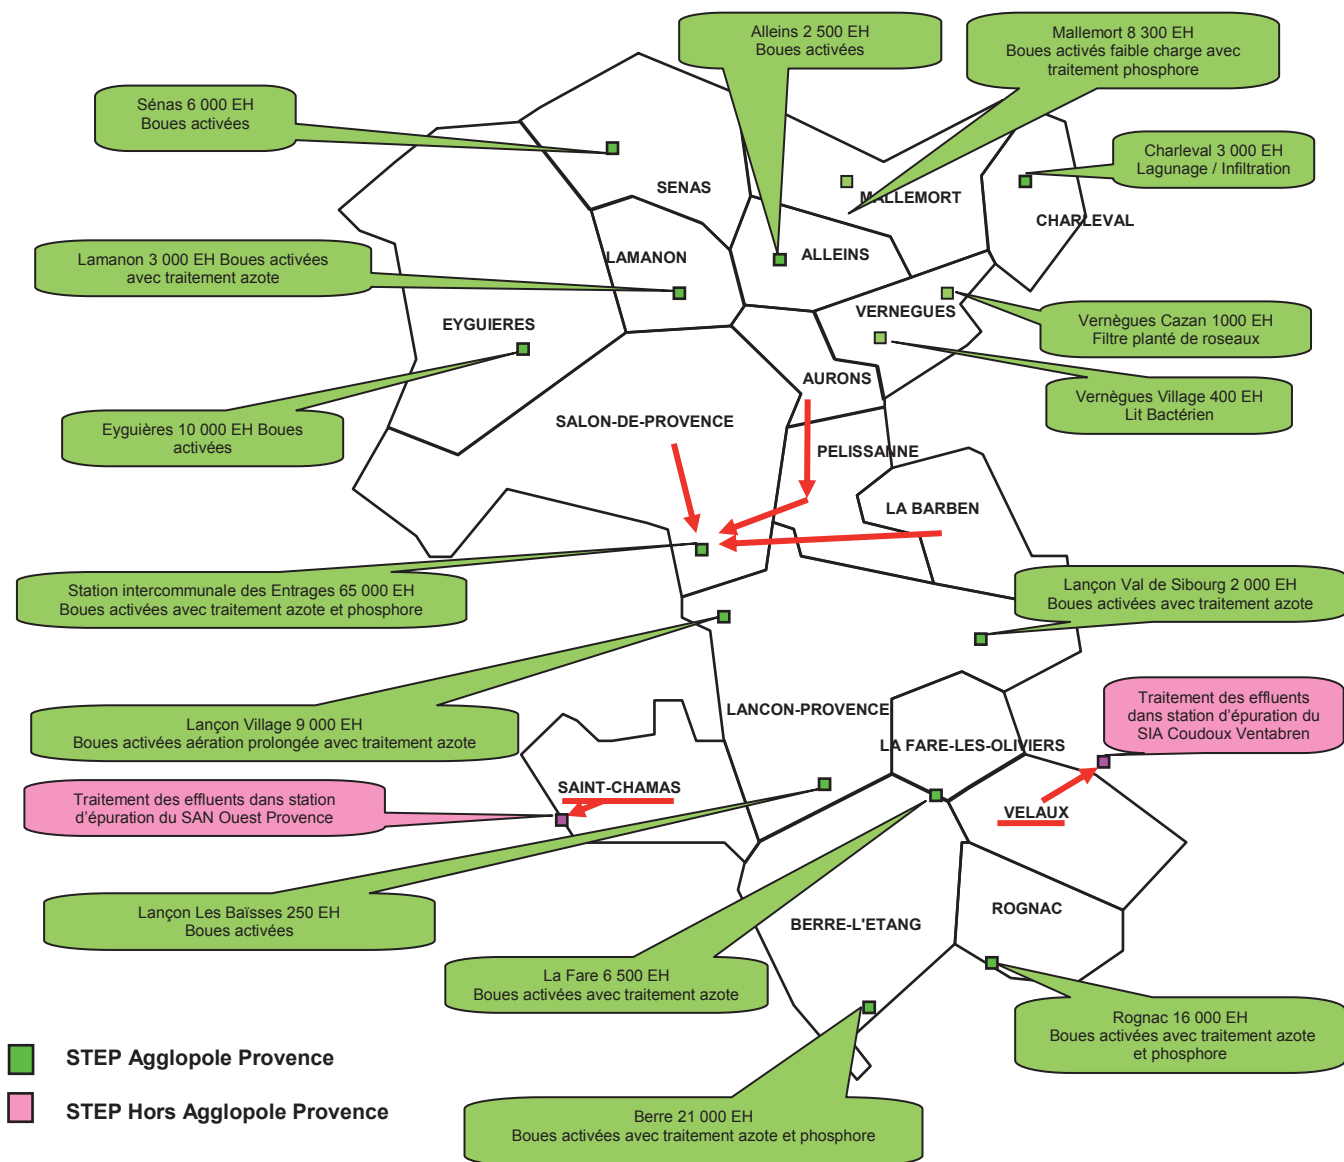 Alleins 2 500 EH
Boues activées
Mallemort 8 300 EH
Boues activés faible charge avec
traitement phosphore
Sénas 6 000 EH
Boues activées
Charleval 3 000 EH
Lagunage / Infiltration
SENAS
MALLEMORT
CHARLEVAL
Lamanon 3 000 EH Boues activées
avec traitement azote
LAMANON
ALLEINS
EYGUIERES
VERNEGUES
Vernègues Cazan 1000 EH
Filtre planté de roseaux
AURONS
Vernègues Village 400 EH
Lit Bactérien
Eyguières 10 000 EH Boues
activées
SALON-DE-PROVENCE
PELISSANNE
LA BARBEN
Station intercommunale des Entrages 65 000 EH
Boues activées avec traitement azote et phosphore
Lançon Val de Sibourg 2 000 EH
Boues activées avec traitement azote
Lançon Village 9 000 EH
Boues activées aération prolongée avec traitement azote
LANCON-PROVENCE
LA FARE-LES-OLIVIERS
Traitement des effluents
dans station d'épuration du
SIA Coudoux Ventabren
SAINT-CHAMAS
Traitement des effluents dans station
d'épuration du SAN Ouest Provence
VELAUX
Lançon Les Baïsses 250 EH
Boues activées
ROGNAC
BERRE-L'ETANG
La Fare 6 500 EH
Boues activées avec traitement azote
Rognac 16 000 EH
Boues activées avec traitement azote
et phosphore
STEP Agglopole Provence
STEP Hors Agglopole Provence
Berre 21 000 EH
Boues activées avec traitement azote et phosphore